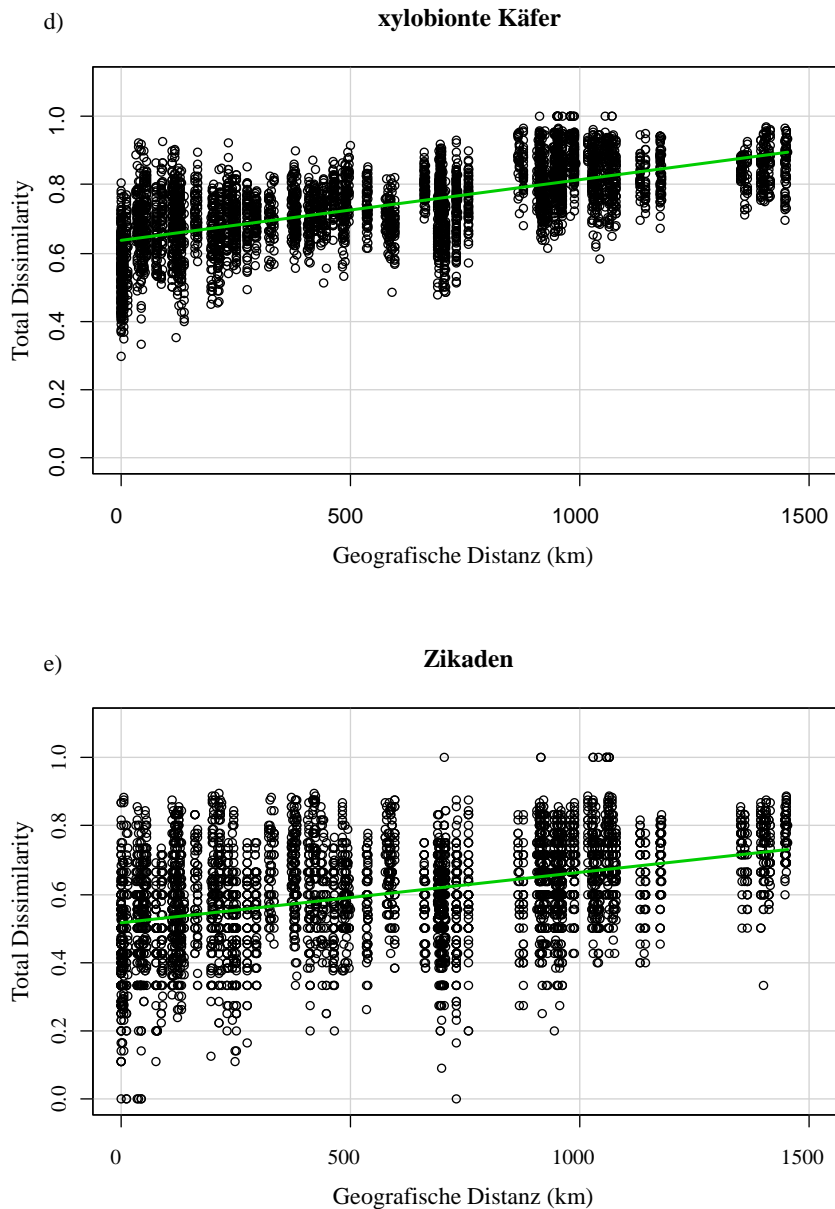 d)
xylobionte Käfer
Total Dissimilarity
1.0
0.8
0.6
0.4
0.2
0.0
0 500 1000 1500
Geografische Distanz (km)
e)
Zikaden
Total Dissimilarity
1.0
0.8
0.6
0.4
0.2
0.0
0 500 1000 1500
Geografische Distanz (km)